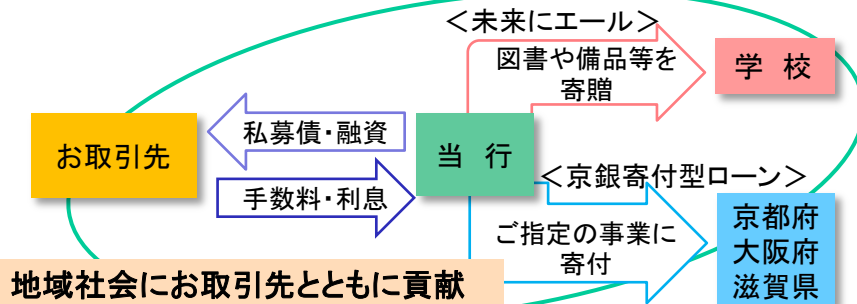 ＜未来にエール＞
図書や備品等を
寄贈
学 校
お取引先
私募債・融資
手数料・利息
当 行
＜京銀寄付型ローン＞
ご指定の事業に
寄付
京都府
大阪府
滋賀県
地域社会にお取引先とともに貢献